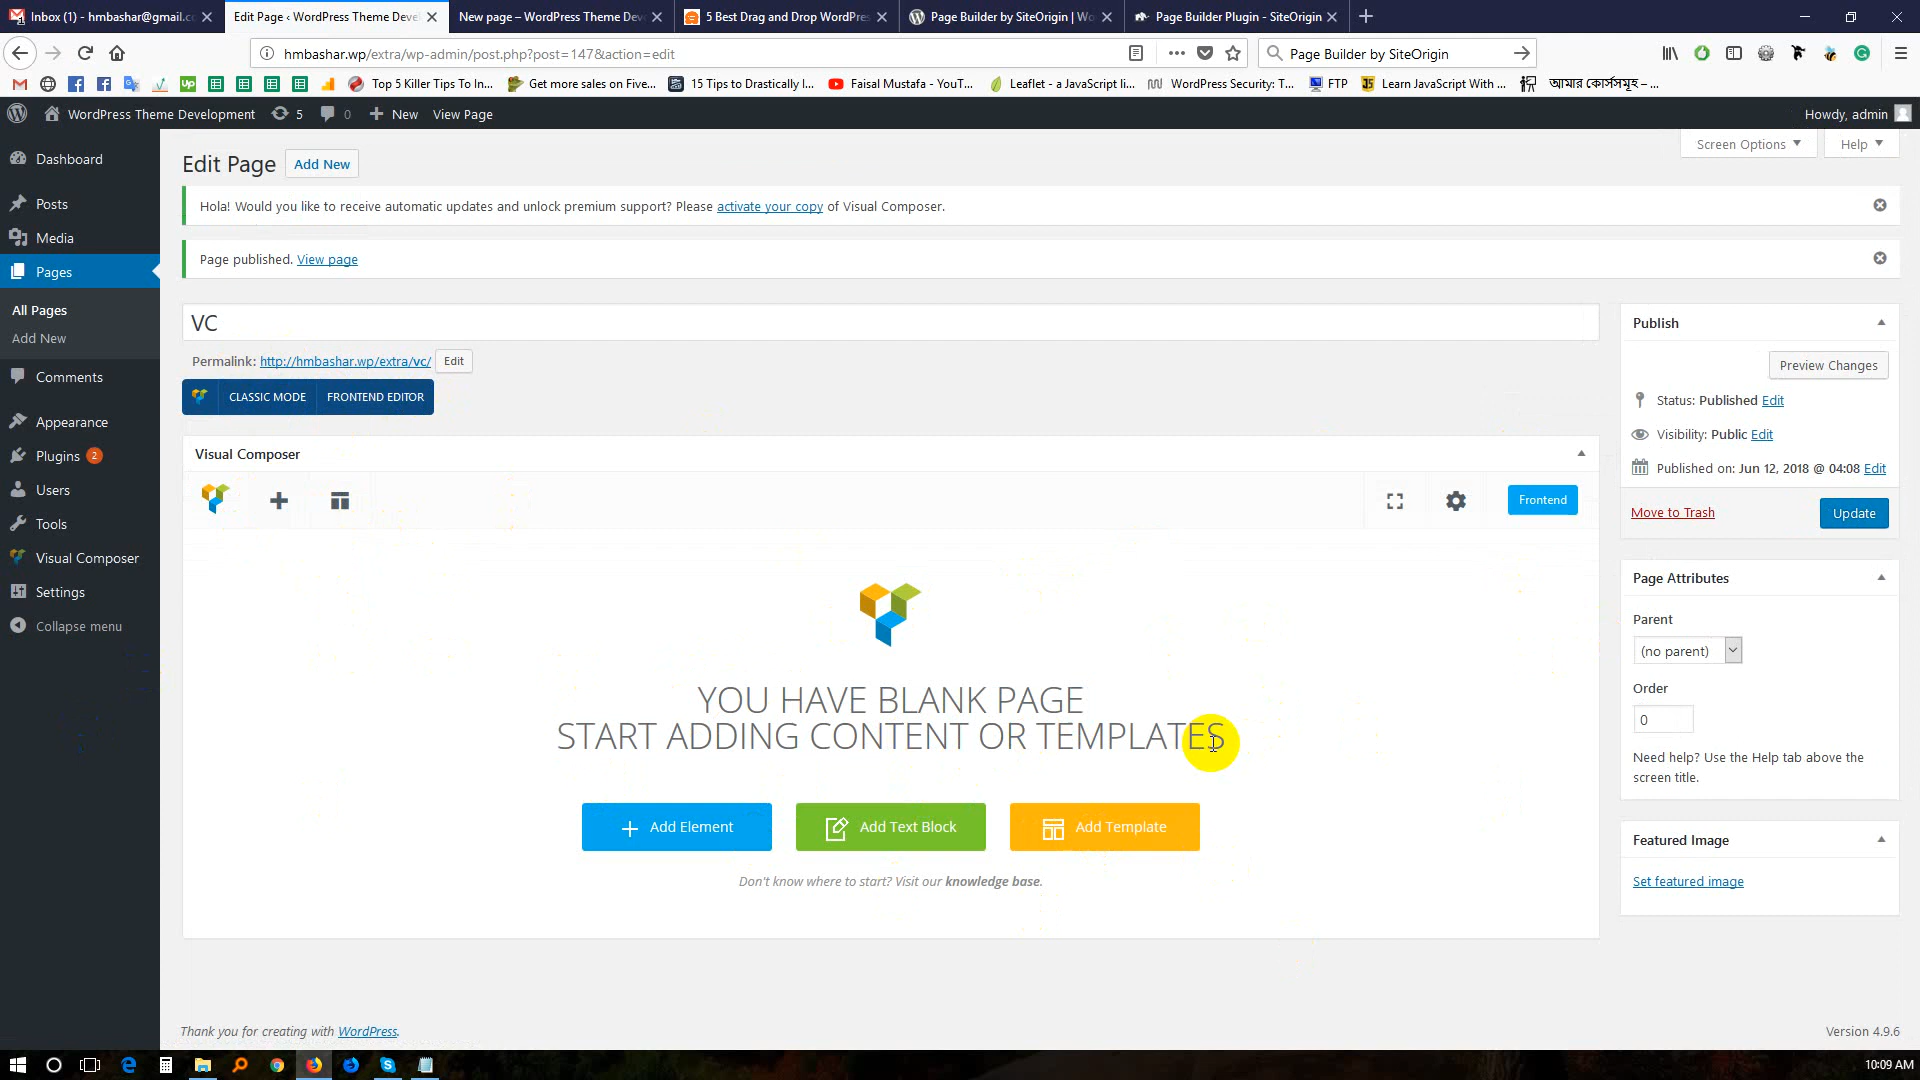 Inbox (1) - hmbashar@gmail.c
Edit Page ‹ WordPress Theme Deve
New page – WordPress Theme Dev
5 Best Drag and Drop WordPres
Page Builder by SiteOrigin | Wo
Page Builder Plugin - SiteOrigin
hmbashar.wp/extra/wp-admin/post.php?post=147&action=edit
Page Builder by SiteOrigin
Top 5 Killer Tips To In...
Get more sales on Five...
15 Tips to Drastically I...
Faisal Mustafa - YouT...
Leaflet - a JavaScript li...
WordPress Security: T...
FTP
Learn JavaScript With ...
আমার কোর্সসমূহ – ...
WordPress Theme Development
5
0
New
View Page
Howdy, admin
Dashboard
Posts
Media
Pages
All Pages
Add New
Comments
Appearance
Plugins 2
Users
Tools
Visual Composer
Settings
Collapse menu
Screen Options
Help
Edit Page
Add New
Hola! Would you like to receive automatic updates and unlock premium support? Please activate your copy of Visual Composer.
Page published. View page
VC
Permalink: http://hmbashar.wp/extra/vc/ Edit
CLASSIC MODE
FRONTEND EDITOR
Visual Composer
Frontend
YOU HAVE BLANK PAGE
START ADDING CONTENT OR TEMPLATES
Add Element
Add Text Block
Add Template
Don't know where to start? Visit our knowledge base.
Publish
Preview Changes
Status: Published Edit
Visibility: Public Edit
Published on: Jun 12, 2018 @ 04:08 Edit
Move to Trash
Update
Page Attributes
Parent
(no parent)
Order
0
Need help? Use the Help tab above the
screen title.
Featured Image
Set featured image
Thank you for creating with WordPress.
Version 4.9.6
10:09 AM